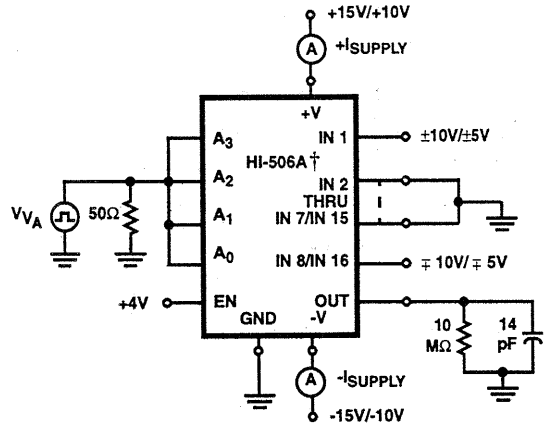 +15V/+10V
A
+ISUPPLY
+V
A3
IN 1
±10V/±5V
HI-506A†
A2
IN 2
THRU
VVA
50Ω
A1
IN 7/IN 15
A0
IN 8/IN 16
∓ 10V/ ∓ 5V
+4V
EN
OUT
GND
-V
10
MΩ
14
pF
A
-ISUPPLY
-15V/-10V